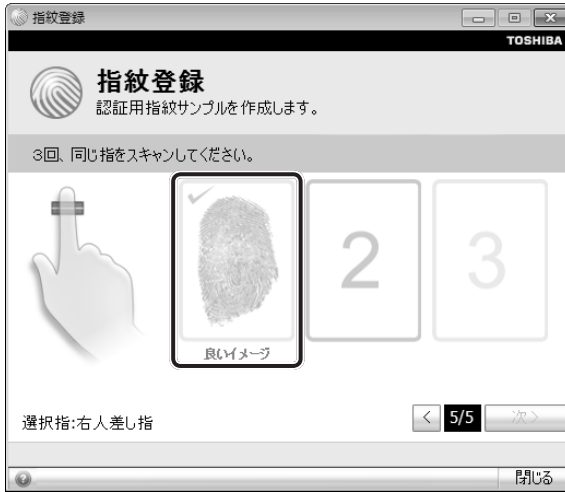 指紋登録
TOSHIBA
指紋登録
認証用指紋サンプルを作成します。
3回、同じ指をスキャンしてください。
2
3
良いイメージ
選択指:右人差し指
< 5/5 次 >
閉じる